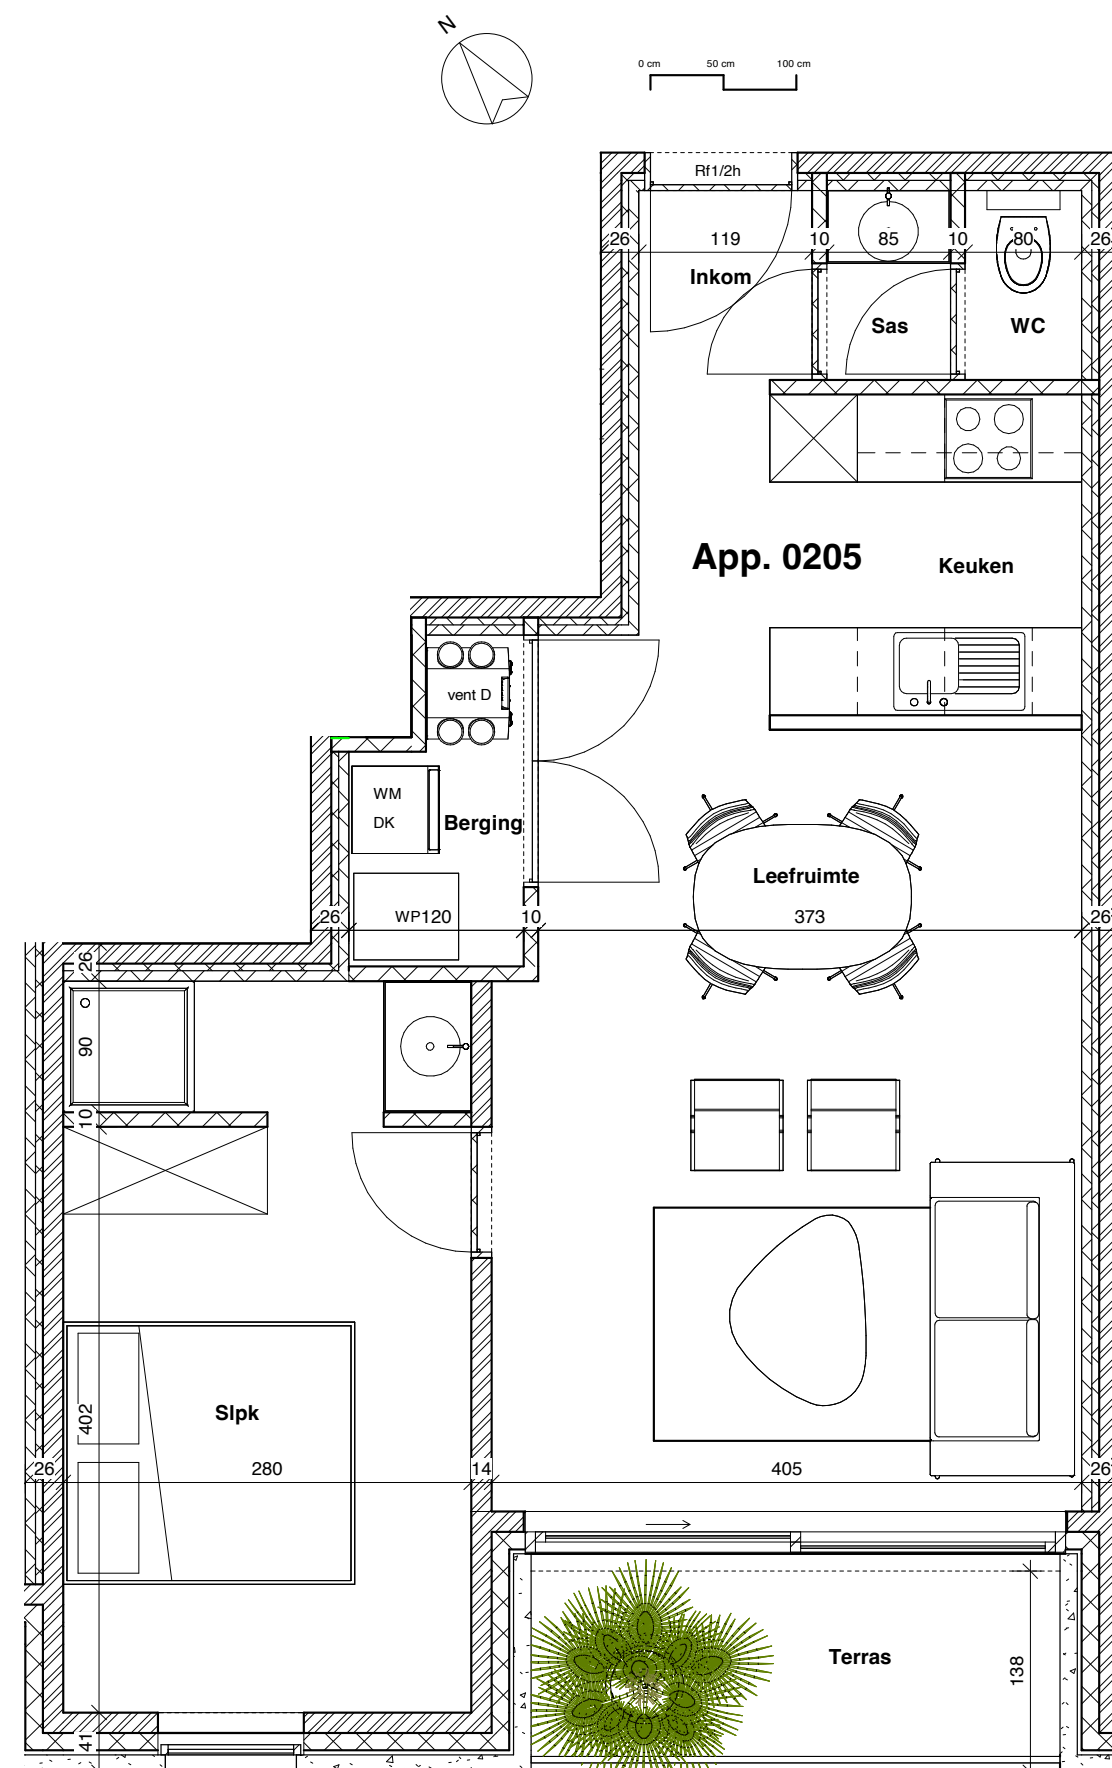 N
0 cm 50 cm 100 cm
Rf1/2h
26 119 10 85 10 80 26
Inkom
Sas WC
App. 0205 Keuken
vent D
WM
DK
Berging
Leefruimte
26 WP120 10 373 26
26
90
10
Slpk
402
26 280 14 405 26
Terras
138
41